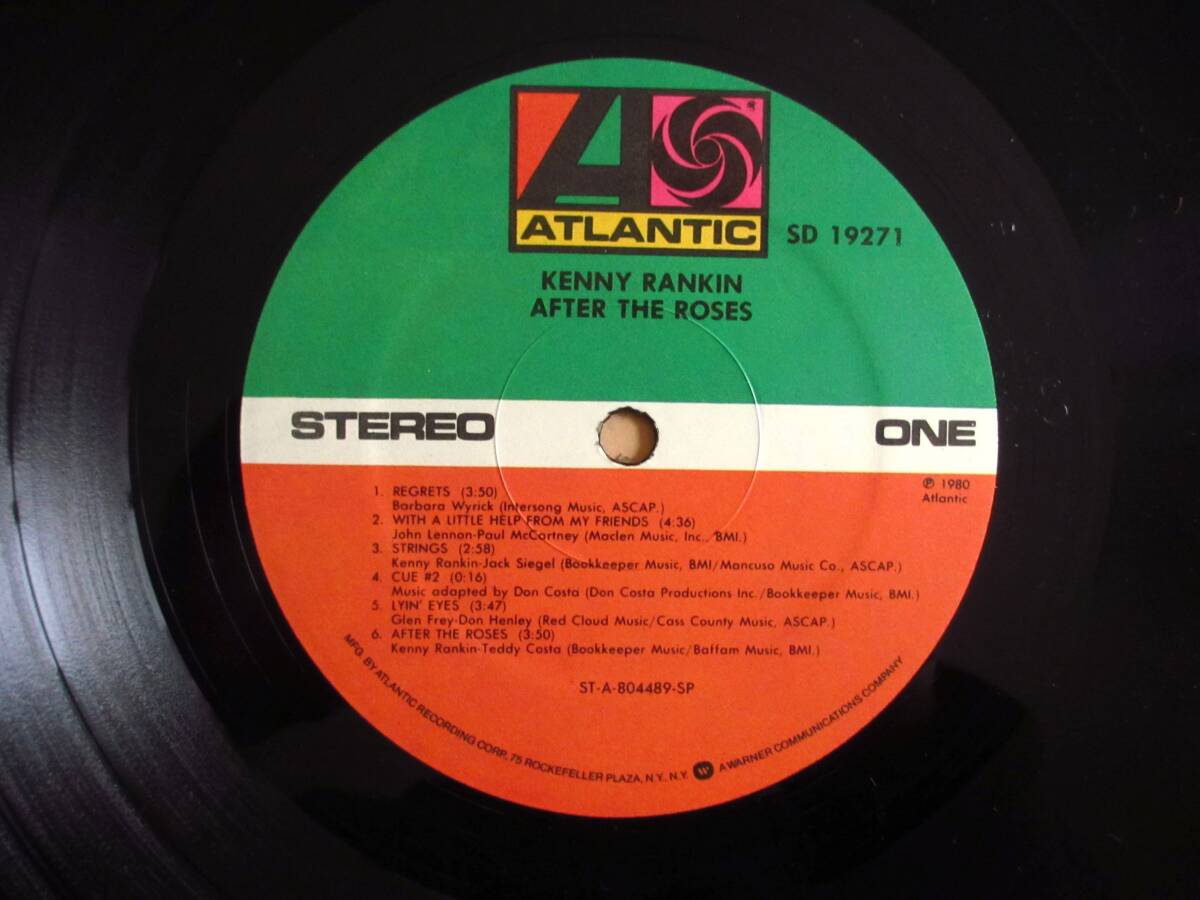 ATLANTIC
SD 19271
KENNY RANKIN
AFTER THE ROSES
STEREO
ONE
℗ 1980
Atlantic
1. REGRETS (3:50)
Barbara Wyrick (Intersong Music, ASCAP.)
2. WITH A LITTLE HELP FROM MY FRIENDS (4:36)
John Lennon-Paul McCartney (Maclen Music, Inc., BMI.)
3. STRINGS (2:58)
Kenny Rankin-Jack Siegel (Bookkeeper Music, BMI/Mancuso Music Co., ASCAP.)
4. CUE #2 (0:16)
Music adapted by Don Costa (Don Costa Productions Inc./Bookkeeper Music, BMI.)
5. LYIN' EYES (3:47)
Glen Frey-Don Henley (Red Cloud Music/Cass County Music, ASCAP.)
6. AFTER THE ROSES (3:50)
Kenny Rankin-Teddy Costa (Bookkeeper Music/Baffam Music, BMI.)
ST-A-804489-SP
MFG. BY ATLANTIC RECORDING CORP., 75 ROCKEFELLER PLAZA, N.Y., N.Y. A WARNER COMMUNICATIONS COMPANY